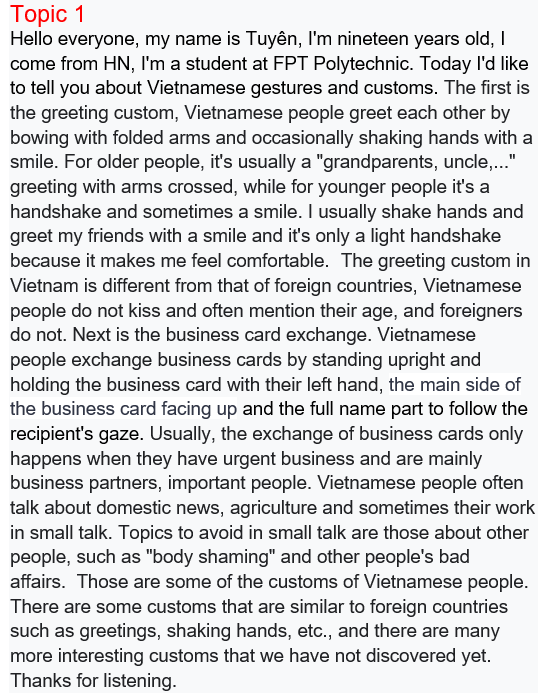 Topic 1
Hello everyone, my name is Tuyên, I'm nineteen years old, I
come from HN, I'm a student at FPT Polytechnic. Today I'd like
to tell you about Vietnamese gestures and customs. The first is
the greeting custom, Vietnamese people greet each other by
bowing with folded arms and occasionally shaking hands with a
smile. For older people, it's usually a "grandparents, uncle,..."
greeting with arms crossed, while for younger people it's a
handshake and sometimes a smile. I usually shake hands and
greet my friends with a smile and it's only a light handshake
because it makes me feel comfortable.  The greeting custom in
Vietnam is different from that of foreign countries, Vietnamese
people do not kiss and often mention their age, and foreigners
do not. Next is the business card exchange. Vietnamese
people exchange business cards by standing upright and
holding the business card with their left hand, the main side of
the business card facing up and the full name part to follow the
recipient's gaze. Usually, the exchange of business cards only
happens when they have urgent business and are mainly
business partners, important people. Vietnamese people often
talk about domestic news, agriculture and sometimes their work
in small talk. Topics to avoid in small talk are those about other
people, such as "body shaming" and other people's bad
affairs.  Those are some of the customs of Vietnamese people.
There are some customs that are similar to foreign countries
such as greetings, shaking hands, etc., and there are many
more interesting customs that we have not discovered yet.
Thanks for listening.